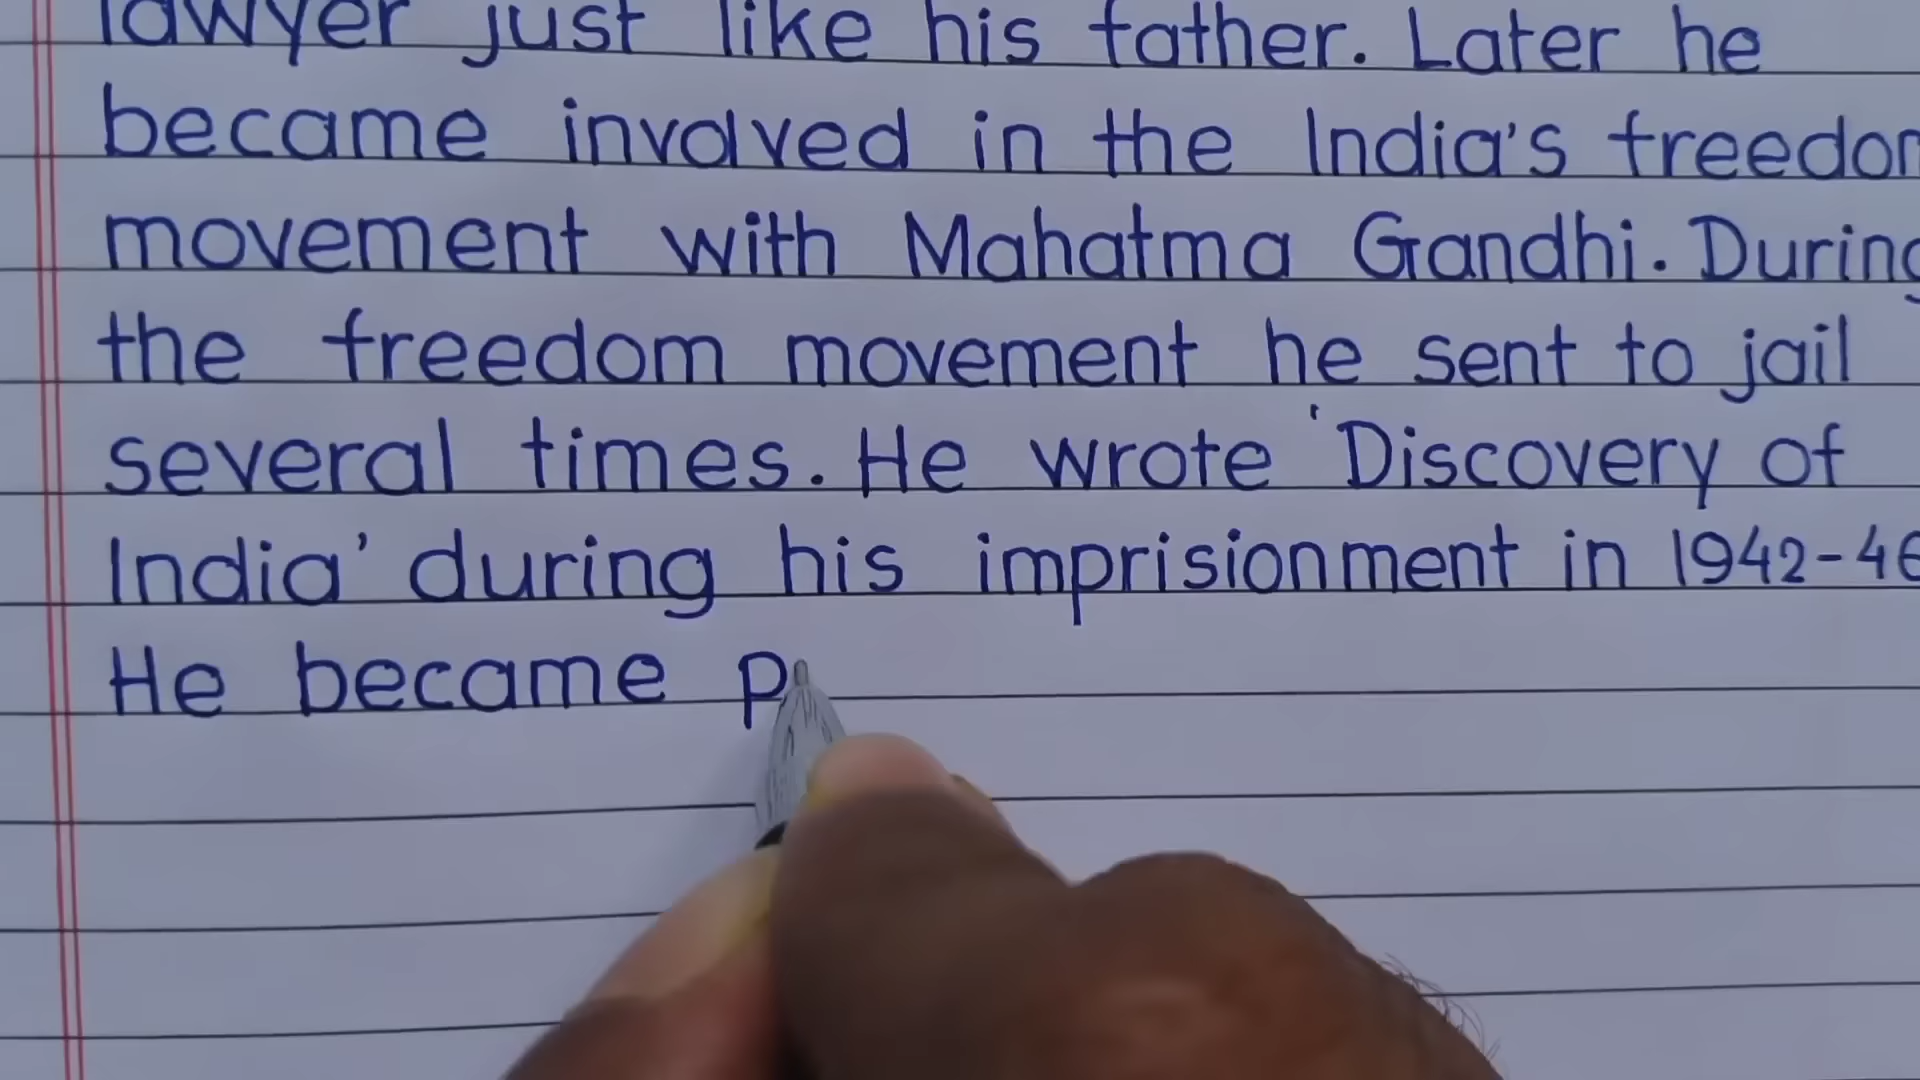 lawyer just like his father. Later he
became involved in the India's freedom
movement with Mahatma Gandhi. During
the freedom movement he sent to jail
several times. He wrote 'Discovery of
India' during his imprisionment in 1942-46
He became p